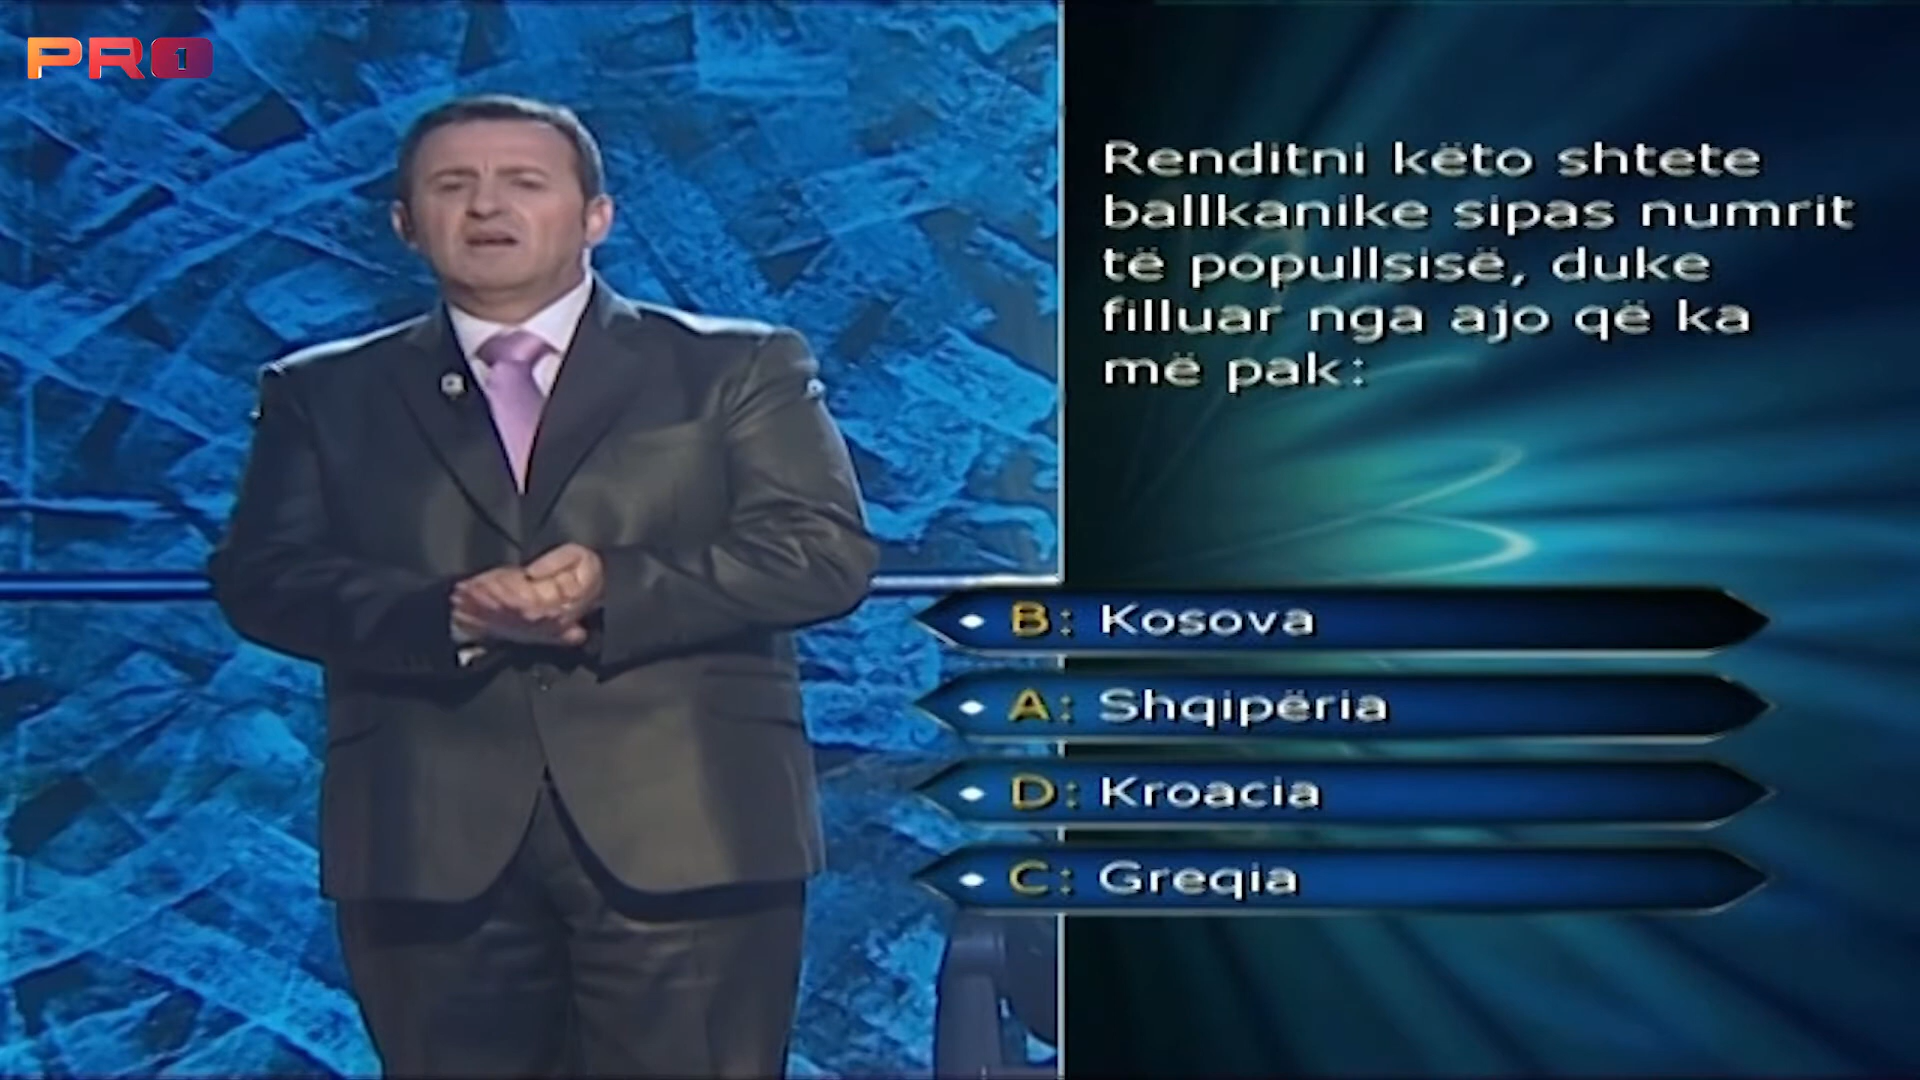 PRO1
Renditni këto shtete
ballkanike sipas numrit
të popullsisë, duke
filluar nga ajo që ka
më pak:
B: Kosova
A: Shqipëria
D: Kroacia
C: Greqia